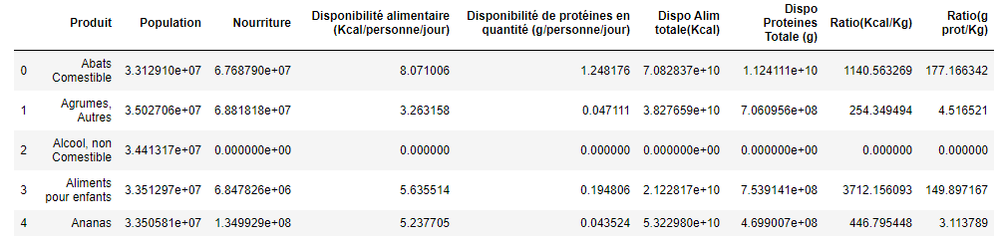 Produit Population Nourriture Disponibilité alimentaire (Kcal/personne/jour) Disponibilité de protéines en quantité (g/personne/jour) Dispo Alim totale(Kcal) Dispo Proteines Totale (g) Ratio(Kcal/Kg) Ratio(g prot/Kg)
0 Abats Comestible 3.312910e+07 6.768790e+07 8.071006 1.248176 7.082837e+10 1.124111e+10 1140.563269 177.166342
1 Agrumes, Autres 3.502706e+07 6.881818e+07 3.263158 0.047111 3.827659e+10 7.060956e+08 254.349494 4.516521
2 Alcool, non Comestible 3.441317e+07 0.000000e+00 0.000000 0.000000 0.000000e+00 0.000000e+00 0.000000 0.000000
3 Aliments pour enfants 3.351297e+07 6.847826e+06 5.635514 0.194806 2.122817e+10 7.539141e+08 3712.156093 149.897167
4 Ananas 3.350581e+07 1.349929e+08 5.237705 0.043524 5.322980e+10 4.699007e+08 446.795448 3.113789